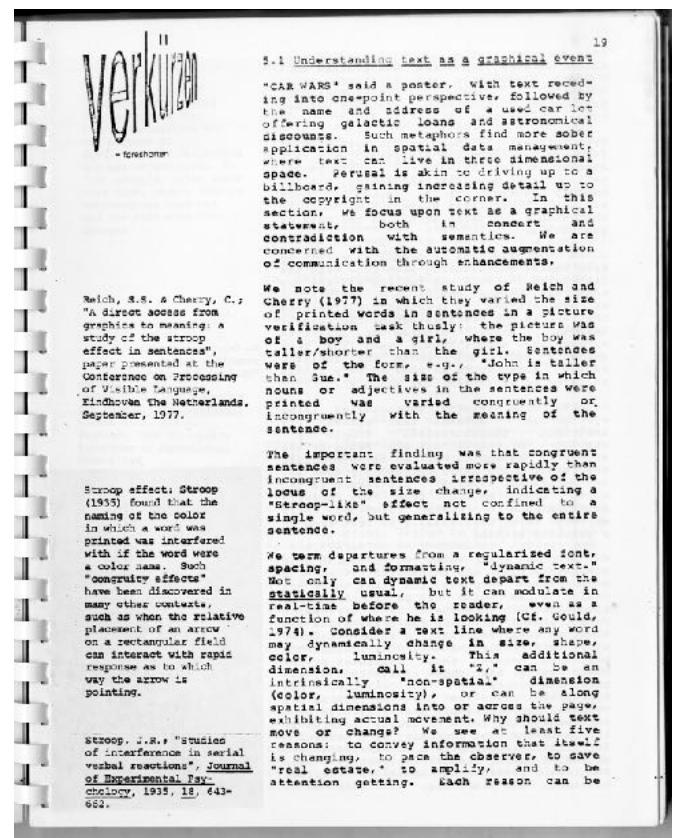 19
verkürzen
= foreshorten
5.1 Understanding text as a graphical event
"CAR WARS" said a poster, with text reced-
ing into one-point perspective, followed by
the name and address of a used car lot
offering galactic loans and astronomical
discounts. Such metaphors find more sober
application in spatial data management,
where text can live in three dimensional
space. Perusal is akin to driving up to a
billboard, gaining increasing detail up to
the copyright in the corner. In this
section, we focus upon text as a graphical
statement, both in concert and
contradiction with semantics. We are
concerned with the automatic augmentation
of communication through enhancements.
We note the recent study of Reich and
Cherry (1977) in which they varied the size
of printed words in sentences in a picture
verification task thusly: the picture was
of a boy and a girl, where the boy was
taller/shorter than the girl. Sentences
were of the form, e.g., "John is taller
than Sue." The size of the type in which
nouns or adjectives in the sentences were
printed was varied congruently or
incongruently with the meaning of the
sentence.
The important finding was that congruent
sentences were evaluated more rapidly than
incongruent sentences irrespective of the
locus of the size change, indicating a
"Stroop-like" effect not confined to a
single word, but generalizing to the entire
sentence.
We term departures from a regularized font,
spacing, and formatting, "dynamic text."
Not only can dynamic text depart from the
statically usual, but it can modulate in
real-time before the reader, even as a
function of where he is looking (Cf. Gould,
1974). Consider a text line where any word
may dynamically change in size, shape,
color, luminosity. This additional
dimension, call it "Z," can be an
intrinsically "non-spatial" dimension
(color, luminosity), or can be along
spatial dimensions into or across the page,
exhibiting actual movement. Why should text
move or change? We see at least five
reasons: to convey information that itself
is changing, to pace the observer, to save
"real estate," to amplify, and to be
attention getting. Each reason can be
Reich, S.S. & Cherry, C.;
"A direct access from
graphics to meaning: a
study of the stroop
effect in sentences",
paper presented at the
Conference on Processing
of Visible Language,
Eindhoven The Netherlands.
September, 1977.
Stroop effect: Stroop
(1935) found that the
naming of the color
in which a word was
printed was interfered
with if the word were
a color name. Such
"congruity effects"
have been discovered in
many other contexts,
such as when the relative
placement of an arrow
on a rectangular field
can interact with rapid
response as to which
way the arrow is
pointing.
Stroop, J.R., "Studies
of interference in serial
verbal reactions", Journal
of Experimental Psy-
chology, 1935, 18, 643-
662.